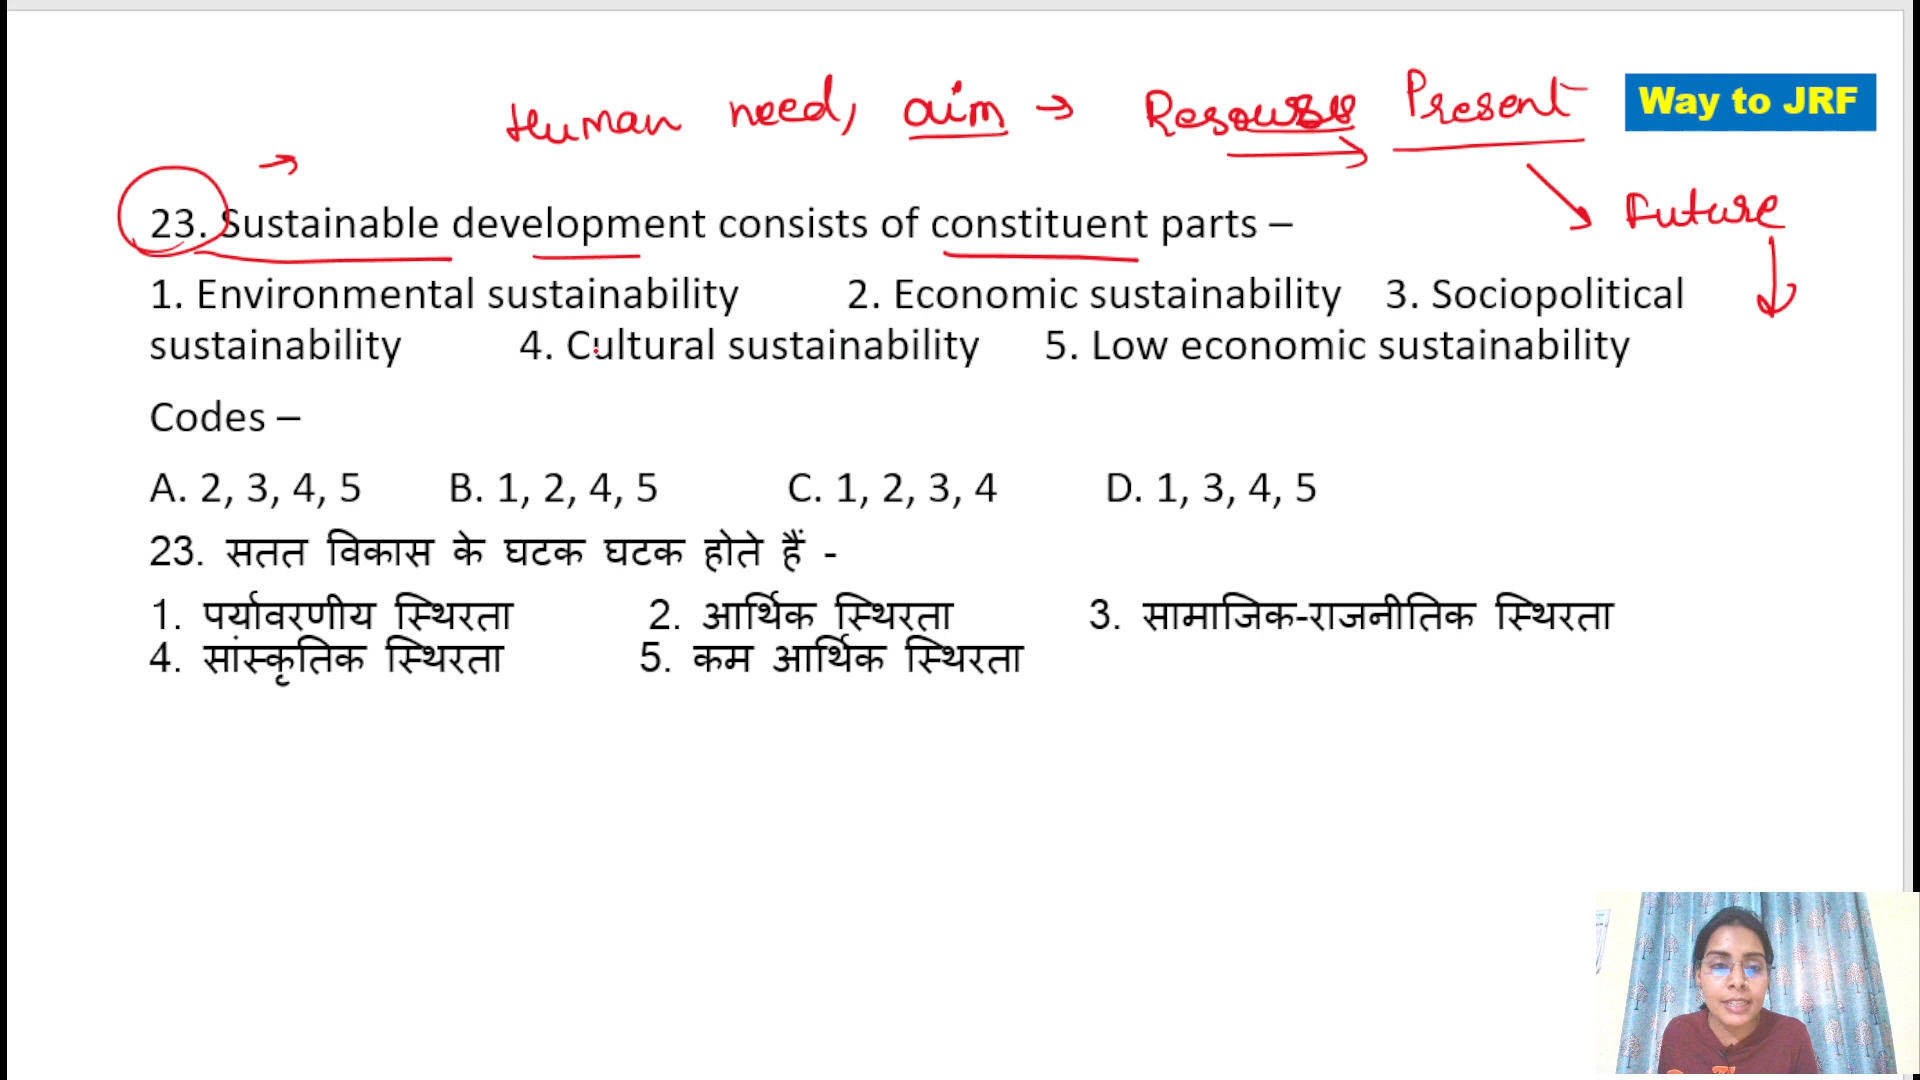 Human need, aim → Resourse Present
Way to JRF
→
Future
23. Sustainable development consists of constituent parts –
1. Environmental sustainability 2. Economic sustainability 3. Sociopolitical
sustainability 4. Cultural sustainability 5. Low economic sustainability
Codes –
A. 2, 3, 4, 5 B. 1, 2, 4, 5 C. 1, 2, 3, 4 D. 1, 3, 4, 5
23. सतत विकास के घटक घटक होते हैं -
1. पर्यावरणीय स्थिरता 2. आर्थिक स्थिरता 3. सामाजिक-राजनीतिक स्थिरता
4. सांस्कृतिक स्थिरता 5. कम आर्थिक स्थिरता